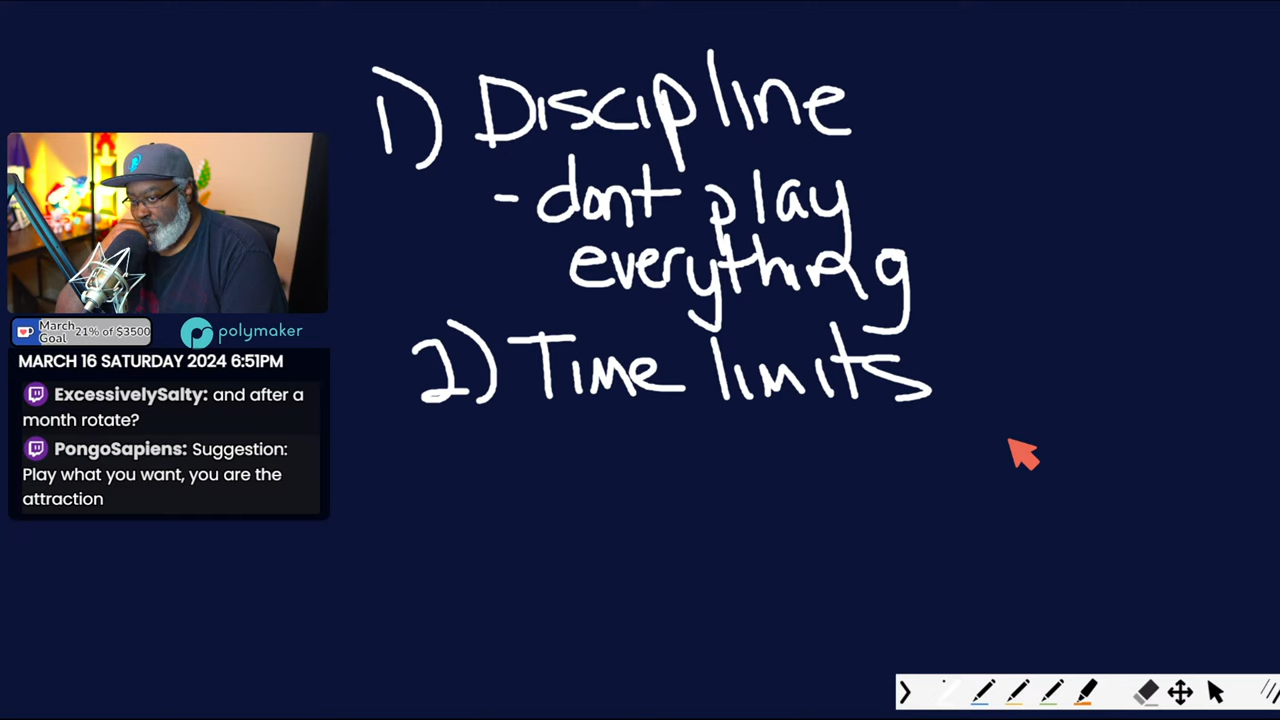 1) Discipline
- dont play
everything
2) Time limits
March
Goal
21% of $3500
polymaker
MARCH 16 SATURDAY 2024 6:51PM
ExcessivelySalty: and after a
month rotate?
PongoSapiens: Suggestion:
Play what you want, you are the
attraction